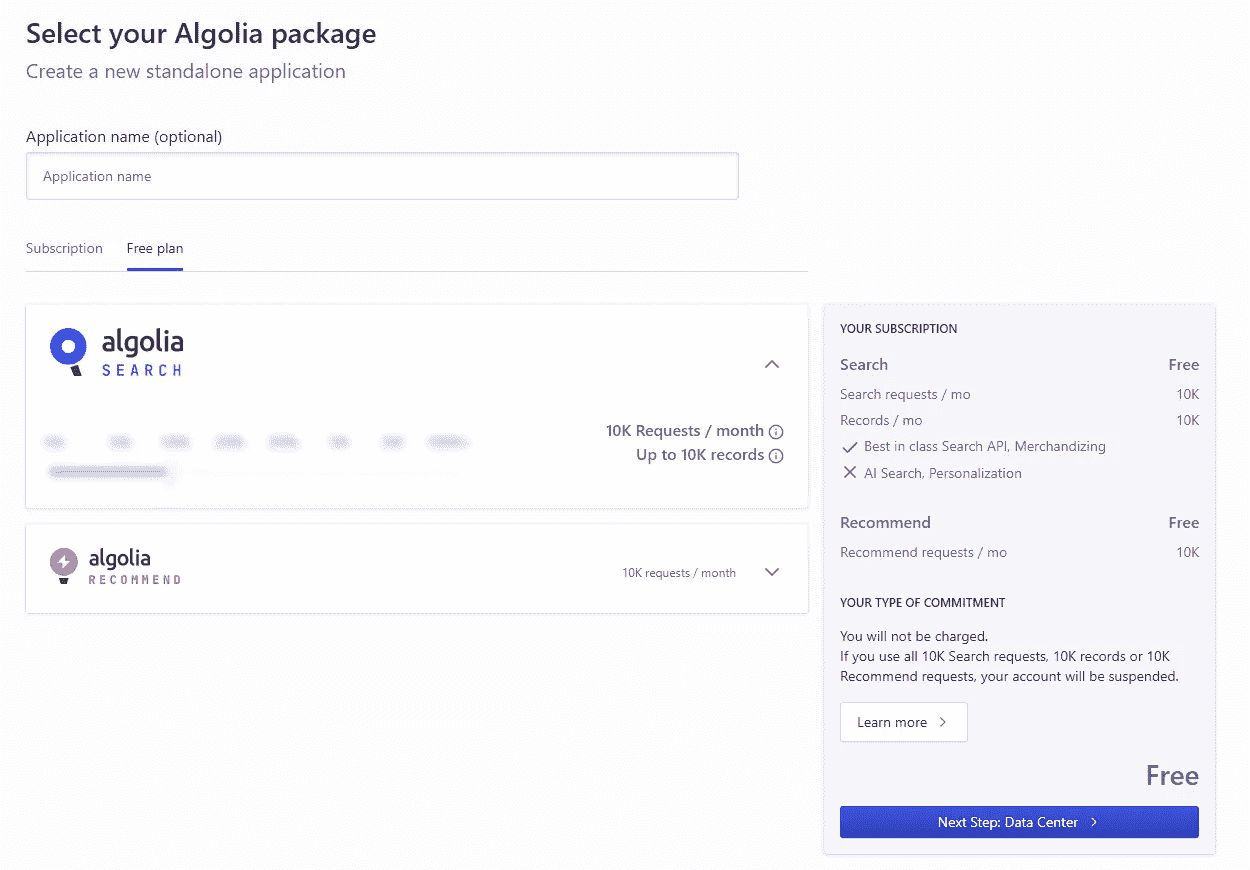 Select your Algolia package
Create a new standalone application
Application name (optional)
Application name
Subscription
Free plan
algolia
SEARCH
10K Requests / month
Up to 10K records
algolia
RECOMMEND
10K requests / month
YOUR SUBSCRIPTION
Search Free
Search requests / mo 10K
Records / mo 10K
Best in class Search API, Merchandizing
AI Search, Personalization
Recommend Free
Recommend requests / mo 10K
YOUR TYPE OF COMMITMENT
You will not be charged.
If you use all 10K Search requests, 10K records or 10K
Recommend requests, your account will be suspended.
Learn more
Free
Next Step: Data Center